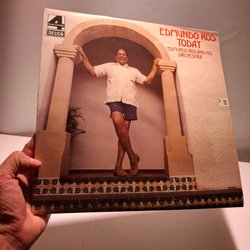 4
DECCA
EDMUNDO ROS
TODAY
EDMUNDO ROS AND HIS
ORCHESTRA